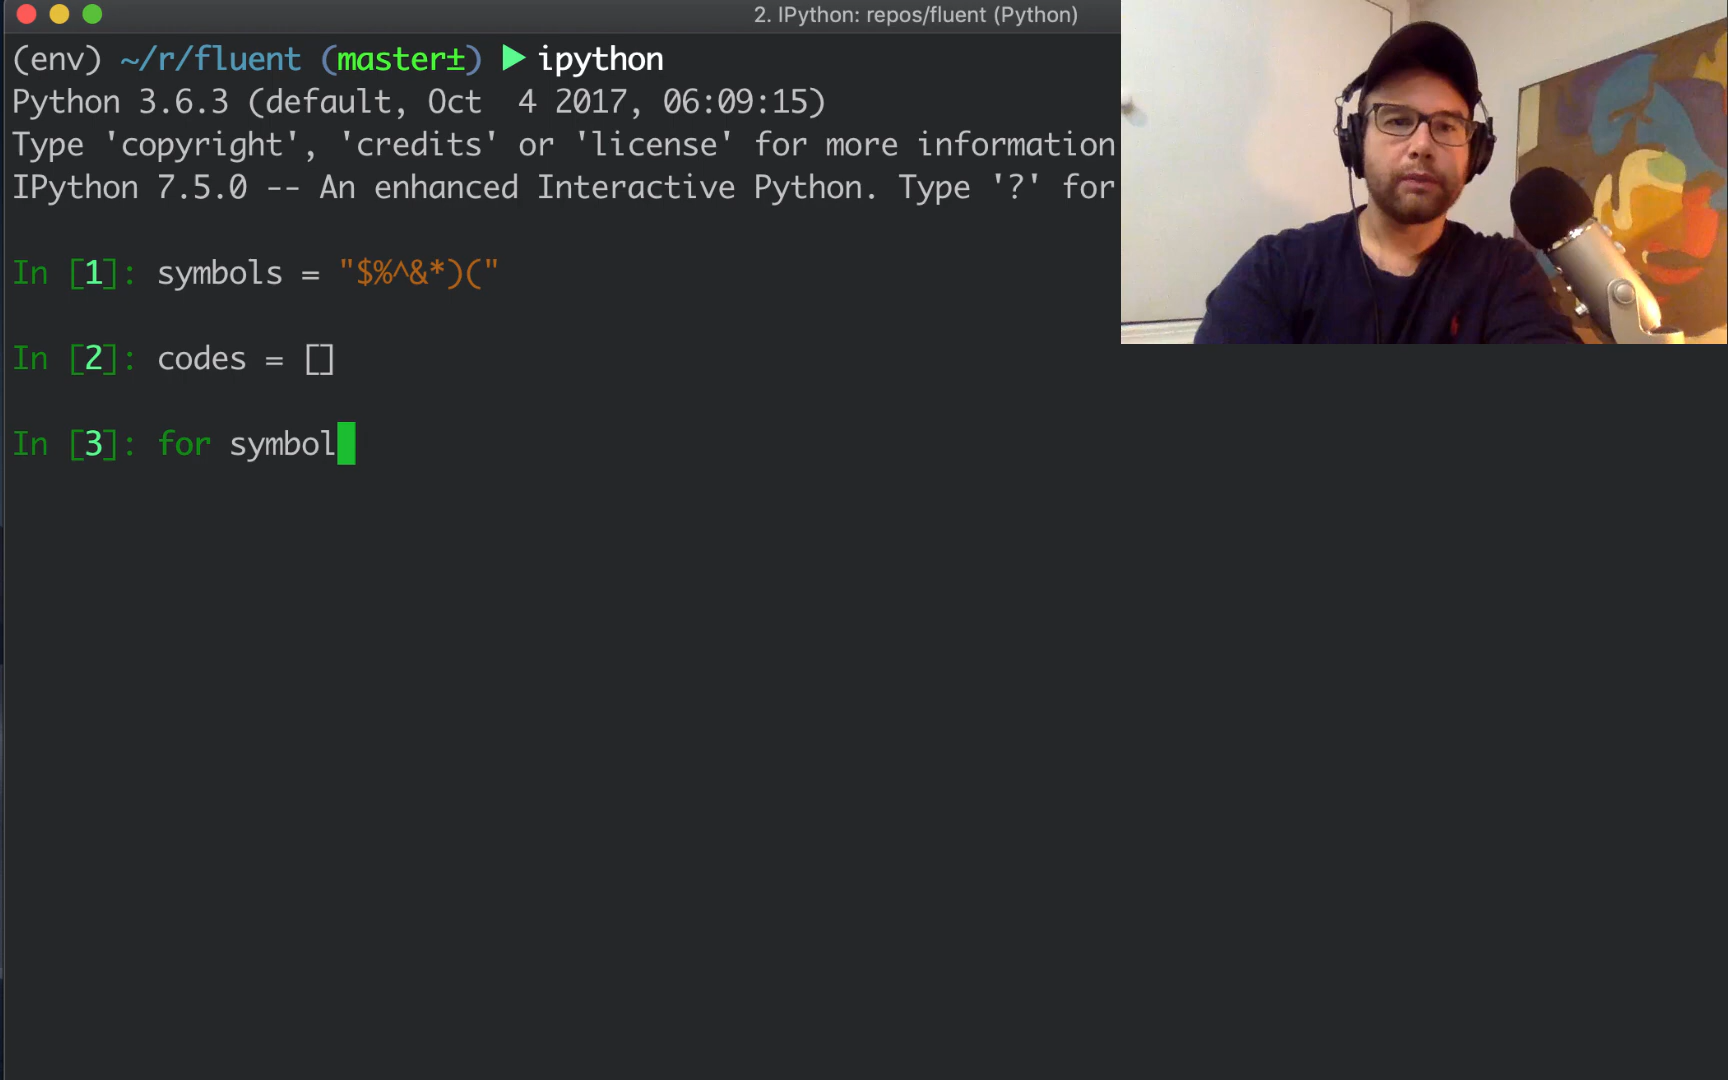 2. IPython: repos/fluent (Python)
(env) ~/r/fluent (master±) ▶ ipython
Python 3.6.3 (default, Oct  4 2017, 06:09:15)
Type 'copyright', 'credits' or 'license' for more information
IPython 7.5.0 -- An enhanced Interactive Python. Type '?' for
In [1]: symbols = "$%^&*)("
In [2]: codes = []
In [3]: for symbol